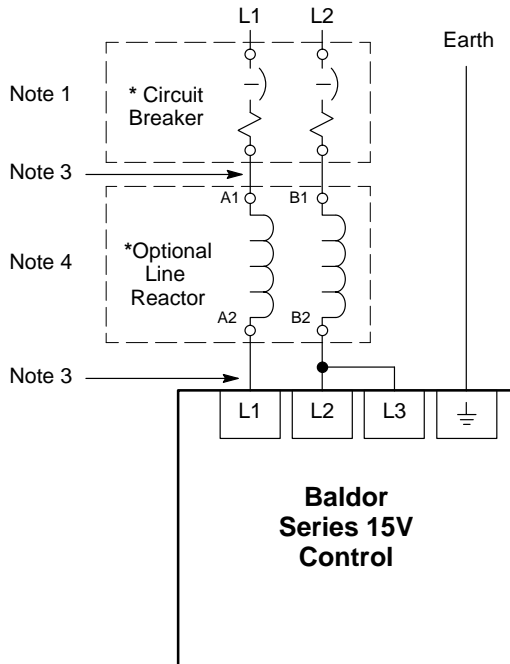 L1 L2
Earth
Note 1
* Circuit
Breaker
Note 3
A1 B1
Note 4
*Optional
Line
Reactor
A2 B2
Note 3
L1 L2 L3
Baldor
Series 15V
Control